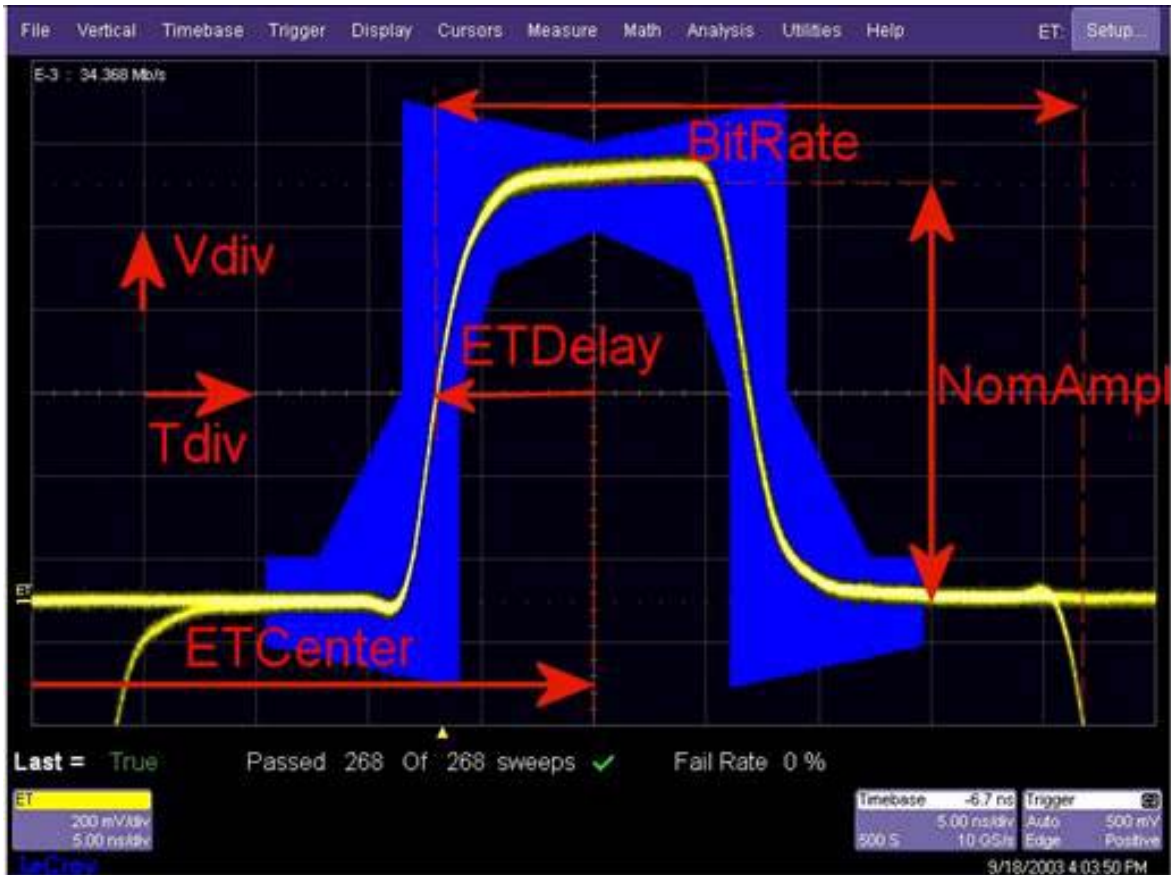 File Vertical Timebase Trigger Display Cursors Measure Math Analysis Utilities Help ET: Setup...
E-3 : 34.368 Mb/s
BitRate
Vdiv
ETDelay
NomAmpl
Tdiv
ET
ETCenter
Last = True Passed 268 Of 268 sweeps Fail Rate 0 %
ET
200 mV/div
5.00 ns/div
Timebase -6.7 ns
5.00 ns/div
500 S 10 GS/s
Trigger
Auto 500 mV
Edge Positive
LeCroy
9/18/2003 4:03:50 PM